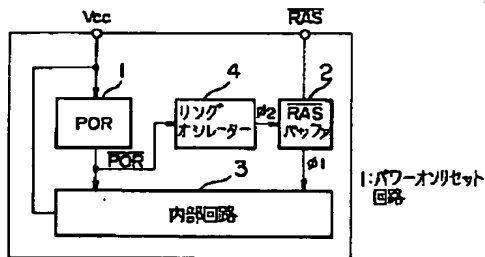 Vcc
RAS
1
4
2
POR
リング
オシレーター
φ2
RAS
バッファ
POR
φ1
3
内部回路
1:パワーオンリセット
回路